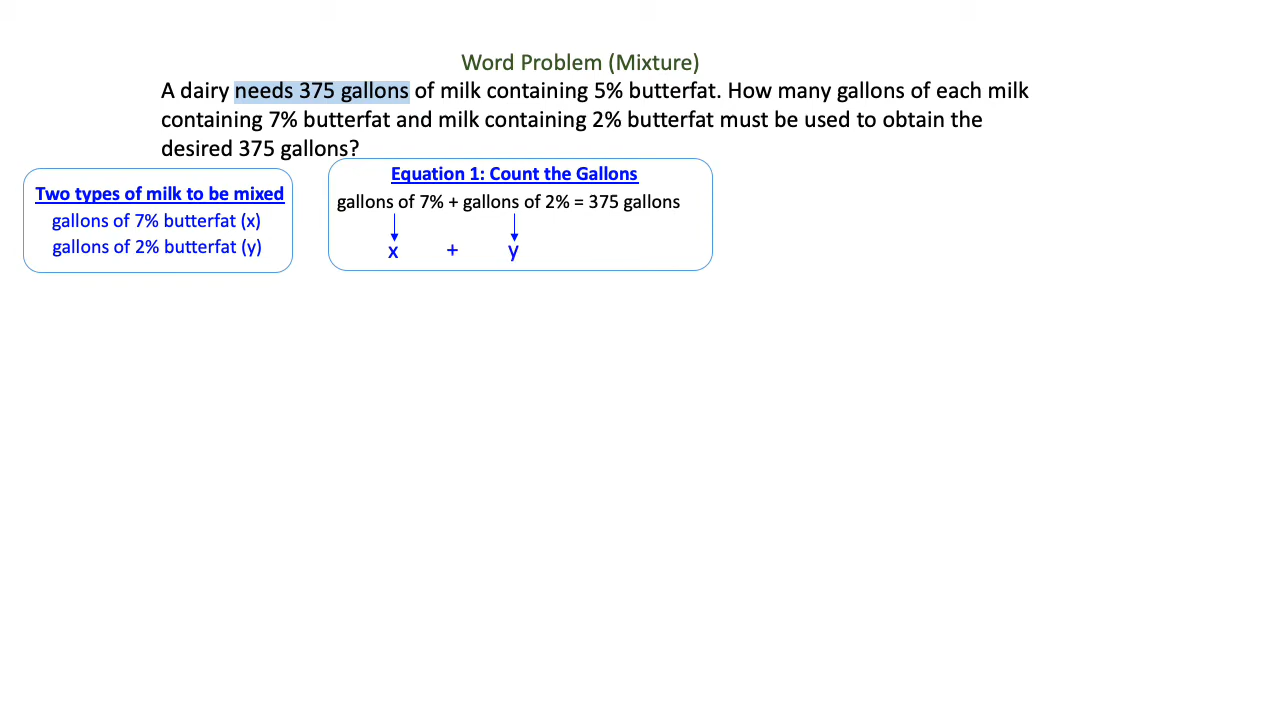 Word Problem (Mixture)
A dairy needs 375 gallons of milk containing 5% butterfat. How many gallons of each milk
containing 7% butterfat and milk containing 2% butterfat must be used to obtain the
desired 375 gallons?
Two types of milk to be mixed
gallons of 7% butterfat (x)
gallons of 2% butterfat (y)
Equation 1: Count the Gallons
gallons of 7% + gallons of 2% = 375 gallons
x + y